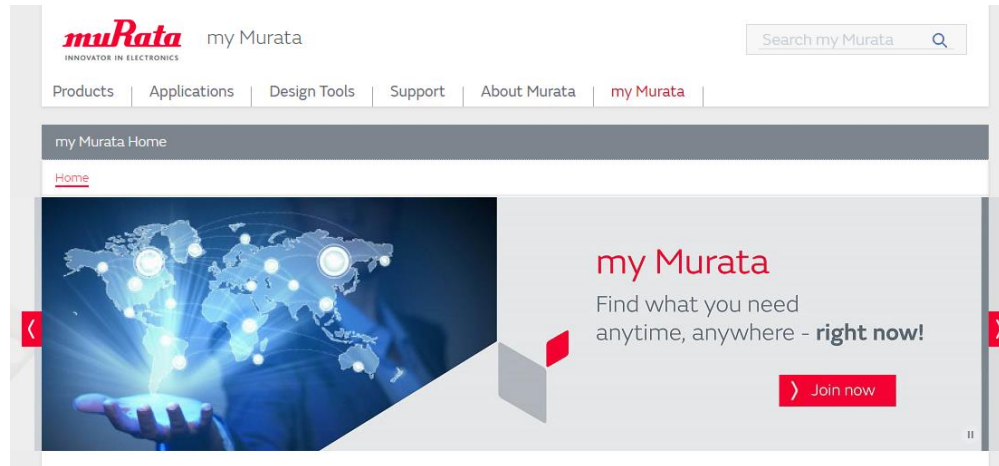 muRata
INNOVATOR IN ELECTRONICS
my Murata
Search my Murata
Products
Applications
Design Tools
Support
About Murata
my Murata
my Murata Home
Home
my Murata
Find what you need
anytime, anywhere - right now!
Join now